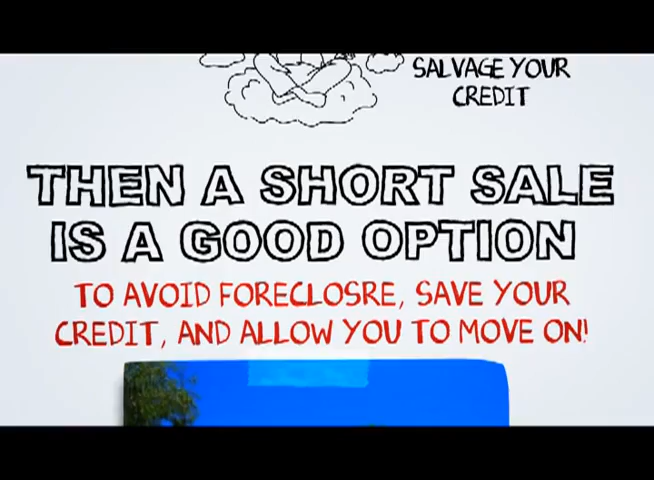 SALVAGE YOUR
CREDIT
THEN A SHORT SALE
IS A GOOD OPTION
TO AVOID FORECLOSRE, SAVE YOUR
CREDIT, AND ALLOW YOU TO MOVE ON!